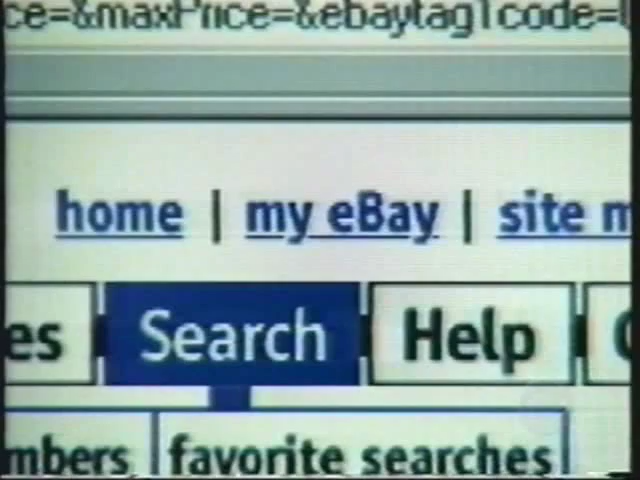 ce=&maxPrice=&ebaytag1code=
home | my eBay | site m
es Search Help
mbers favorite searches